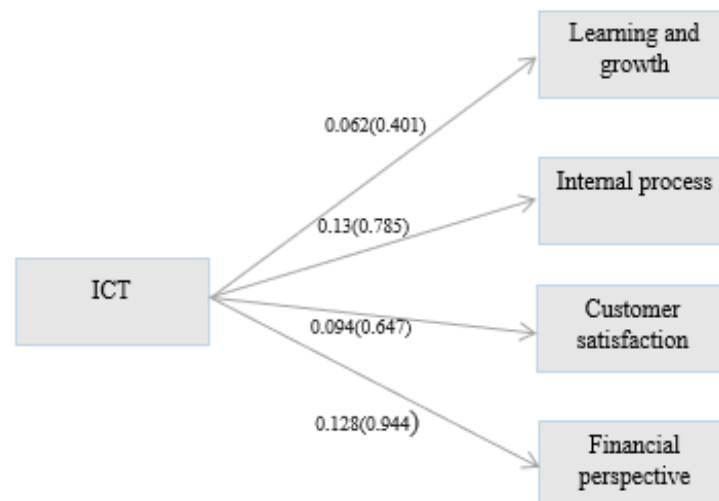 Learning and
growth
0.062(0.401)
Internal process
0.13(0.785)
ICT
Customer
satisfaction
0.094(0.647)
0.128(0.944)
Financial
perspective